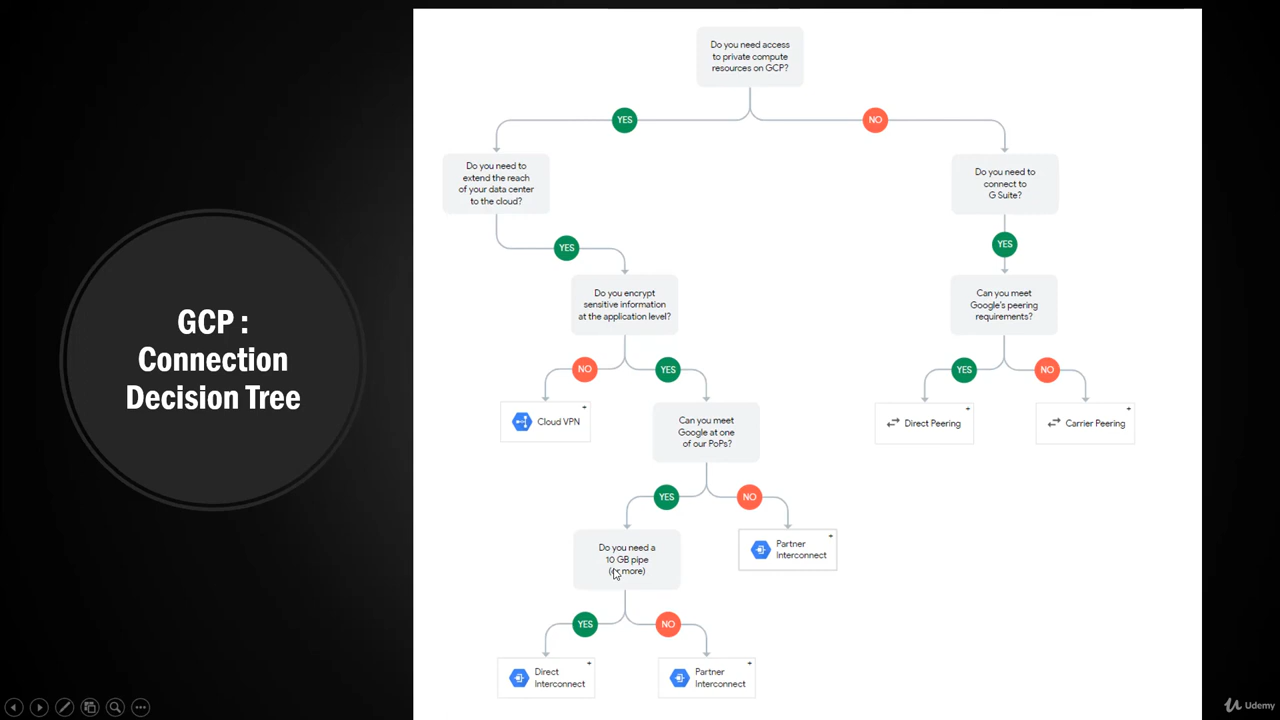 GCP :
Connection
Decision Tree
Do you need access
to private compute
resources on GCP?
YES
NO
Do you need to
extend the reach
of your data center
to the cloud?
Do you need to
connect to
G Suite?
YES
YES
Do you encrypt
sensitive information
at the application level?
Can you meet
Google's peering
requirements?
NO
YES
YES
NO
Cloud VPN
Can you meet
Google at one
of our PoPs?
Direct Peering
Carrier Peering
YES
NO
Do you need a
10 GB pipe
(or more)
Partner
Interconnect
YES
NO
Direct
Interconnect
Partner
Interconnect
Udemy